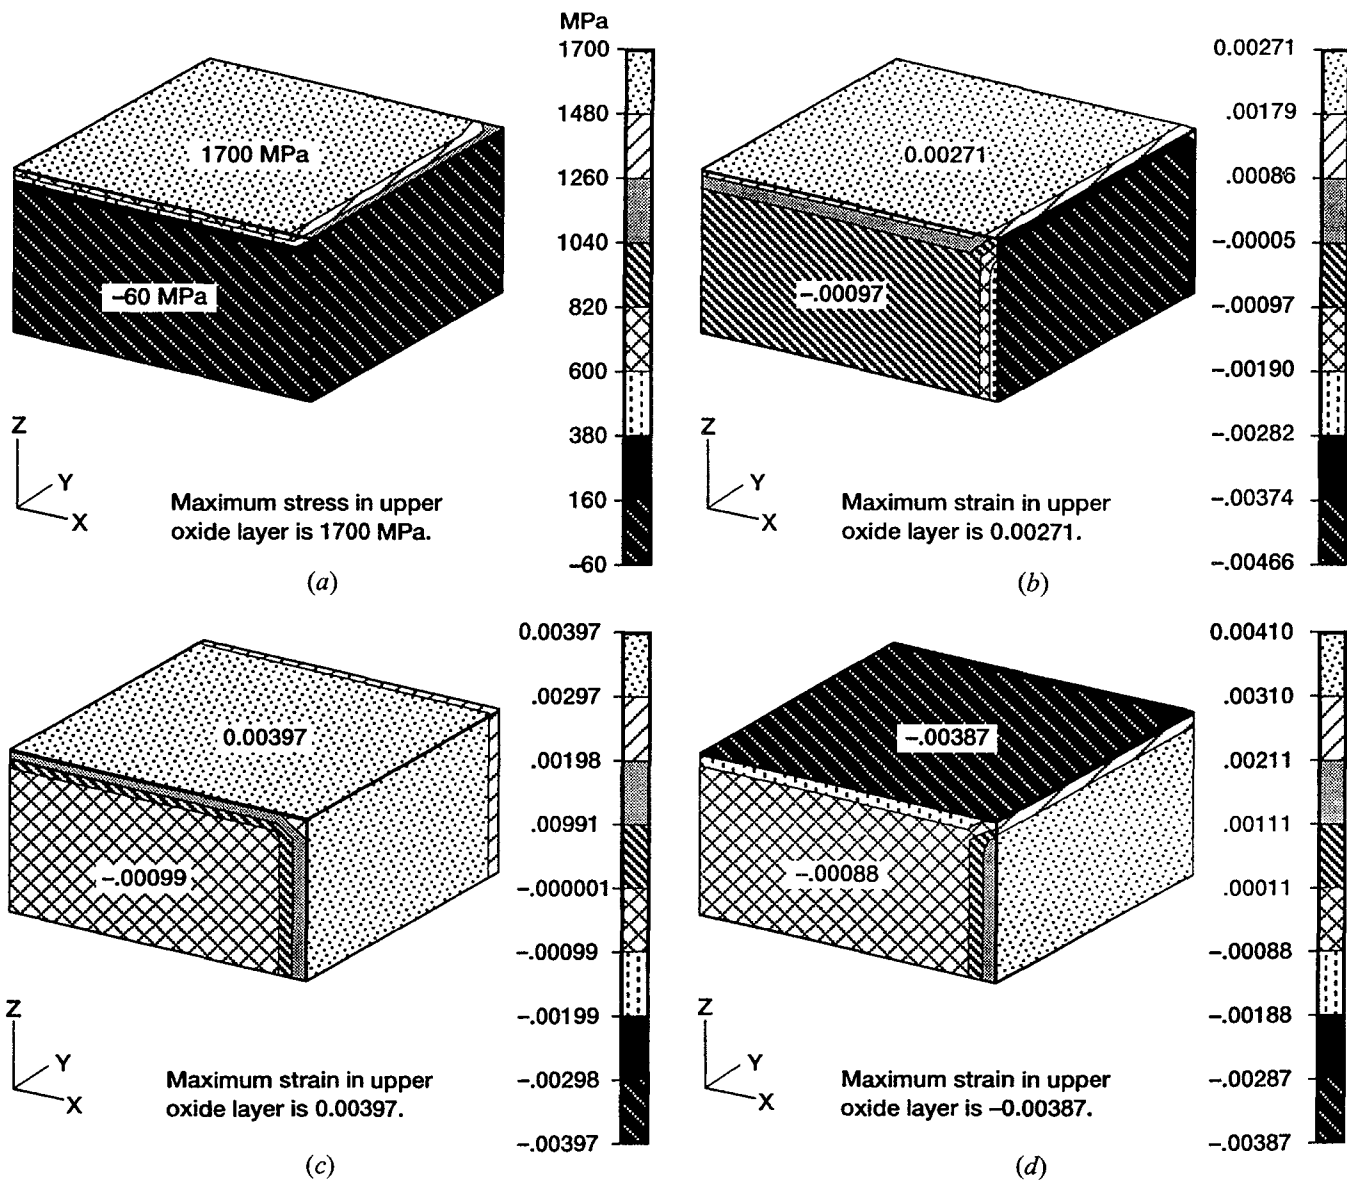 MPa
1700
1480
1260
1040
820
600
380
160
-60
1700 MPa
-60 MPa
Z
Y
X
Maximum stress in upper
oxide layer is 1700 MPa.
(a)
0.00271
.00179
.00086
-.00005
-.00097
-.00190
-.00282
-.00374
-.00466
0.00271
-.00097
Z
Y
X
Maximum strain in upper
oxide layer is 0.00271.
(b)
0.00397
.00297
.00198
.00991
-.000001
-.00099
-.00199
-.00298
-.00397
0.00397
-.00099
Z
Y
X
Maximum strain in upper
oxide layer is 0.00397.
(c)
0.00410
.00310
.00211
.00111
.00011
-.00088
-.00188
-.00287
-.00387
-.00387
-.00088
Z
Y
X
Maximum strain in upper
oxide layer is -0.00387.
(d)